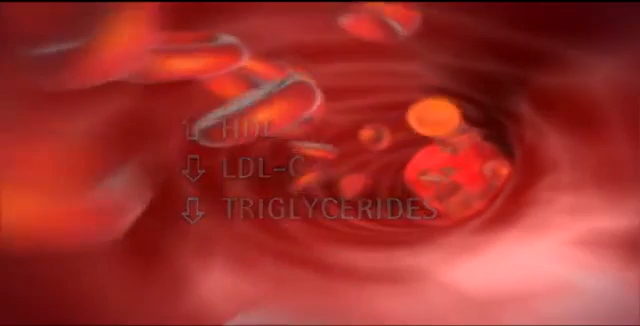 ⇧ HDL
⇩ LDL-C
⇩ TRIGLYCERIDES